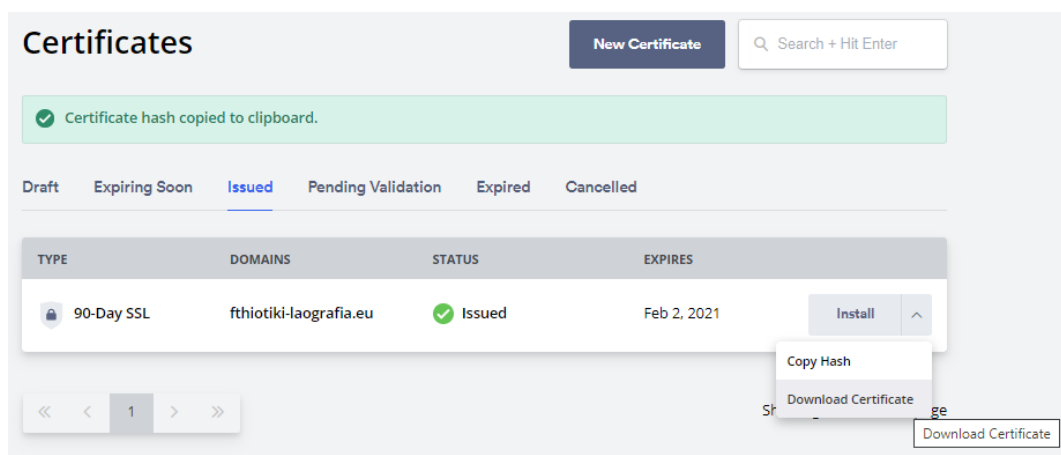 Certificates
New Certificate
Search + Hit Enter
Certificate hash copied to clipboard.
Draft Expiring Soon Issued Pending Validation Expired Cancelled
TYPE DOMAINS STATUS EXPIRES
90-Day SSL fthiotiki-laografia.eu Issued Feb 2, 2021 Install
Copy Hash
Download Certificate
1
Download Certificate